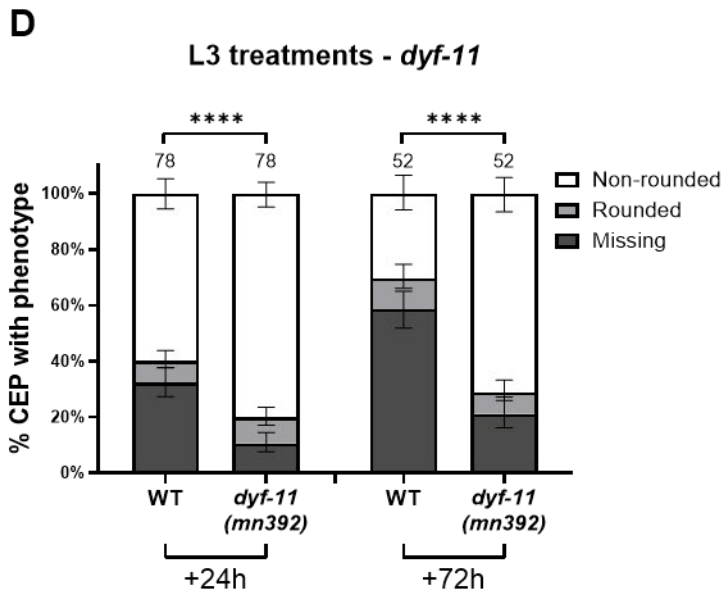 D
L3 treatments - dyf-11
**** ****
78 78 52 52
% CEP with phenotype
100%
80%
60%
40%
20%
0%
Non-rounded
Rounded
Missing
WT dyf-11 WT dyf-11
(mn392) (mn392)
+24h +72h